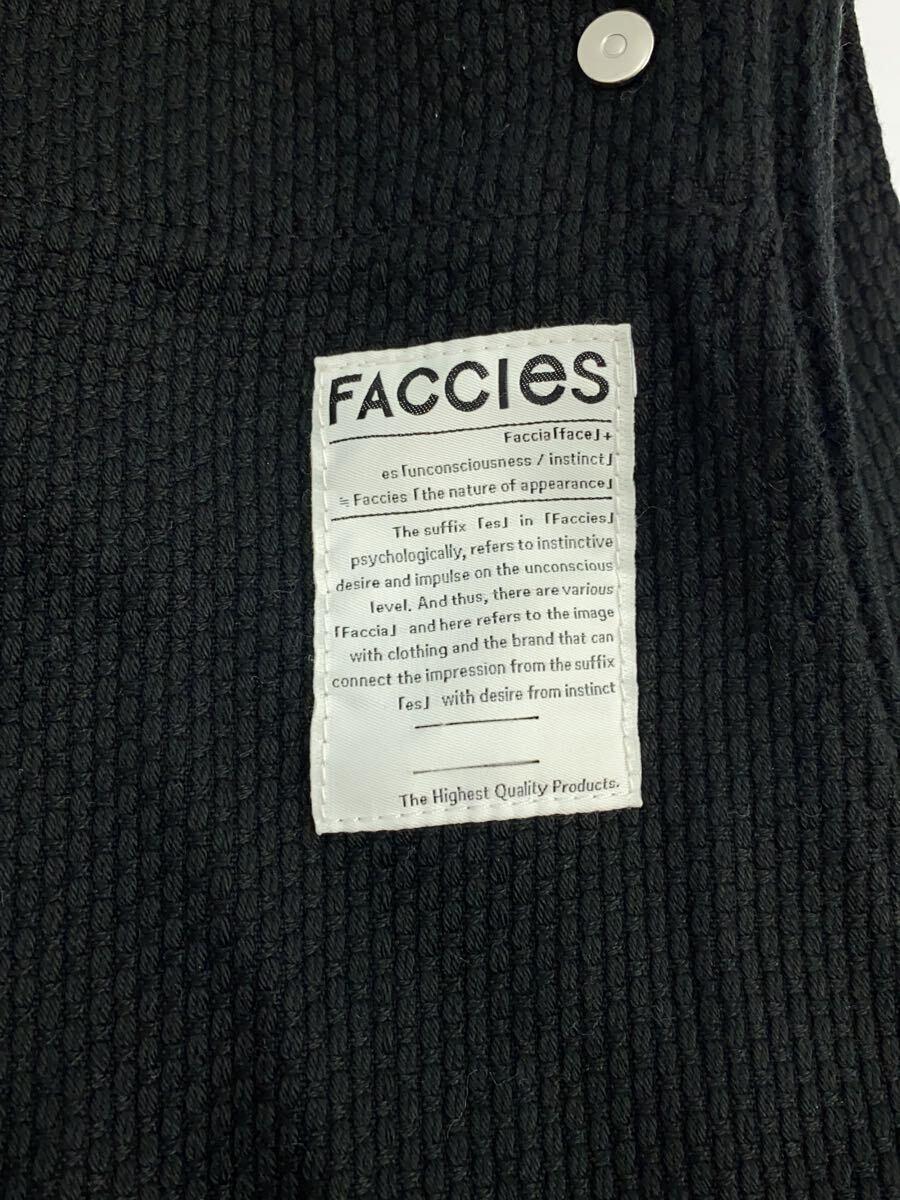 FACCIes
Faccia「face」+
es「unconsciousness / instinct」
≒ Faccies「the nature of appearance」
The suffix 「es」 in 「Faccies」
psychologically, refers to instinctive
desire and impulse on the unconscious
level. And thus, there are various
「Faccia」 and here refers to the image
with clothing and the brand that can
connect the impression from the suffix
「es」 with desire from instinct
The Highest Quality Products.